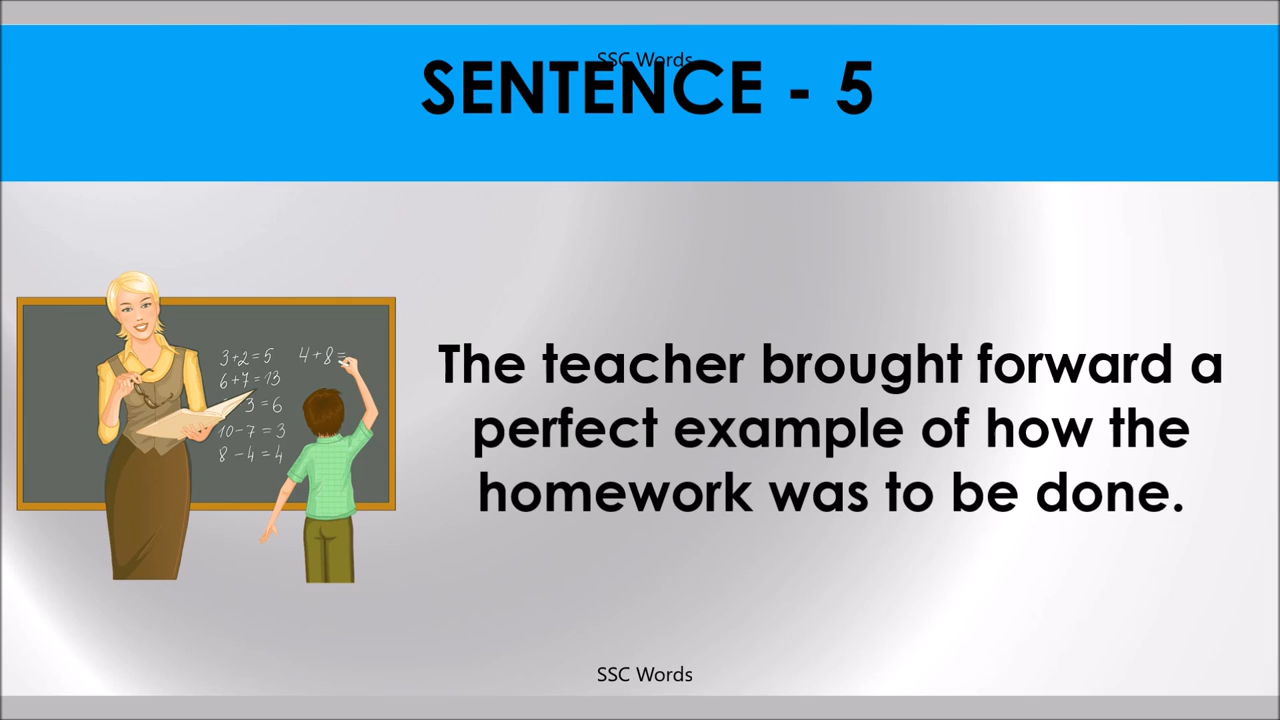 SSC Words
SENTENCE - 5
3+2=5
4+8=
6+7=13
3=6
10-7=3
8-4=4
The teacher brought forward a
perfect example of how the
homework was to be done.
SSC Words